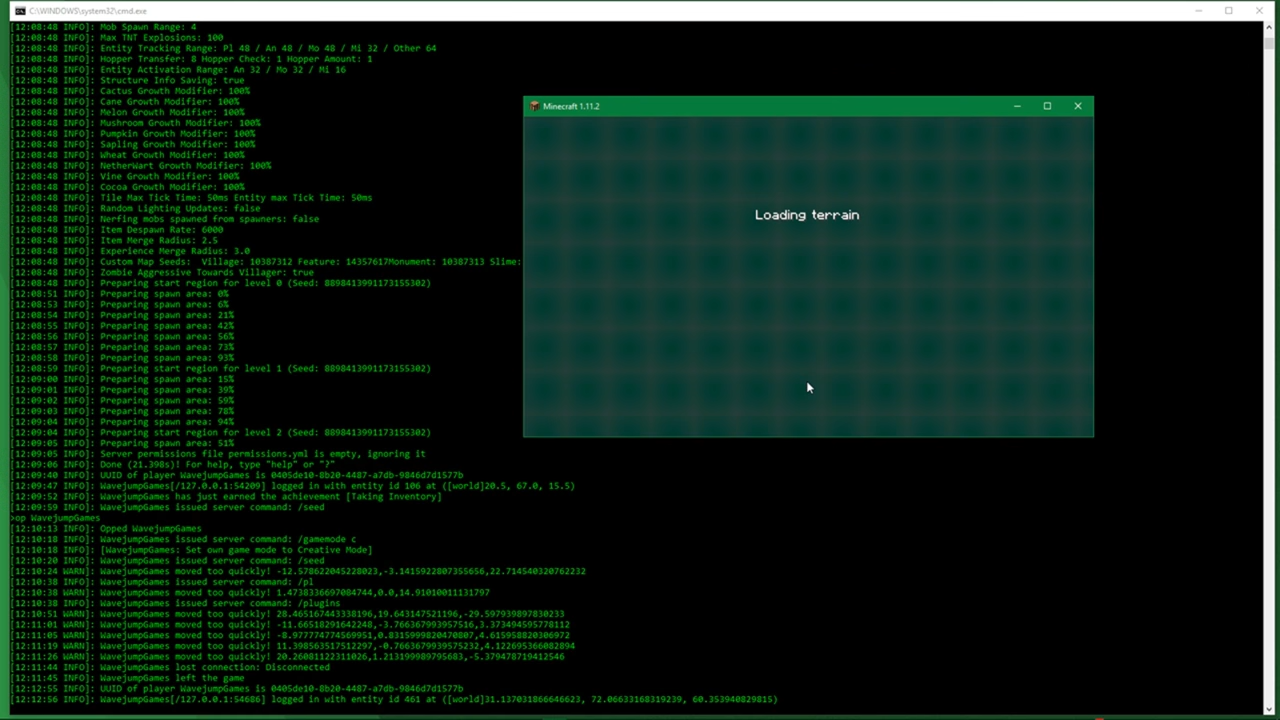 C:\WINDOWS\system32\cmd.exe
[12:08:48 INFO]: Mob Spawn Range: 4
[12:08:48 INFO]: Max TNT Explosions: 100
[12:08:48 INFO]: Entity Tracking Range: Pl 48 / An 48 / Mo 48 / Mi 32 / Other 64
[12:08:48 INFO]: Hopper Transfer: 8 Hopper Check: 1 Hopper Amount: 1
[12:08:48 INFO]: Entity Activation Range: An 32 / Mo 32 / Mi 16
[12:08:48 INFO]: Structure Info Saving: true
[12:08:48 INFO]: Cactus Growth Modifier: 100%
[12:08:48 INFO]: Cane Growth Modifier: 100%
[12:08:48 INFO]: Melon Growth Modifier: 100%
[12:08:48 INFO]: Mushroom Growth Modifier: 100%
[12:08:48 INFO]: Pumpkin Growth Modifier: 100%
[12:08:48 INFO]: Sapling Growth Modifier: 100%
[12:08:48 INFO]: Wheat Growth Modifier: 100%
[12:08:48 INFO]: NetherWart Growth Modifier: 100%
[12:08:48 INFO]: Vine Growth Modifier: 100%
[12:08:48 INFO]: Cocoa Growth Modifier: 100%
[12:08:48 INFO]: Tile Max Tick Time: 50ms Entity max Tick Time: 50ms
[12:08:48 INFO]: Random Lighting Updates: false
[12:08:48 INFO]: Nerfing mobs spawned from spawners: false
[12:08:48 INFO]: Item Despawn Rate: 6000
[12:08:48 INFO]: Item Merge Radius: 2.5
[12:08:48 INFO]: Experience Merge Radius: 3.0
[12:08:48 INFO]: Custom Map Seeds:  Village: 10387312 Feature: 14357617Monument: 10387313 Slime:
[12:08:48 INFO]: Zombie Aggressive Towards Villager: true
[12:08:48 INFO]: Preparing start region for level 0 (Seed: 8898413991173155302)
[12:08:51 INFO]: Preparing spawn area: 0%
[12:08:53 INFO]: Preparing spawn area: 6%
[12:08:54 INFO]: Preparing spawn area: 21%
[12:08:55 INFO]: Preparing spawn area: 42%
[12:08:56 INFO]: Preparing spawn area: 56%
[12:08:57 INFO]: Preparing spawn area: 73%
[12:08:58 INFO]: Preparing spawn area: 93%
[12:08:59 INFO]: Preparing start region for level 1 (Seed: 8898413991173155302)
[12:09:00 INFO]: Preparing spawn area: 15%
[12:09:01 INFO]: Preparing spawn area: 39%
[12:09:02 INFO]: Preparing spawn area: 59%
[12:09:03 INFO]: Preparing spawn area: 78%
[12:09:04 INFO]: Preparing spawn area: 94%
[12:09:04 INFO]: Preparing start region for level 2 (Seed: 8898413991173155302)
[12:09:05 INFO]: Preparing spawn area: 51%
[12:09:05 INFO]: Server permissions file permissions.yml is empty, ignoring it
[12:09:06 INFO]: Done (21.398s)! For help, type "help" or "?"
[12:09:40 INFO]: UUID of player WavejumpGames is 0405de10-8b20-4487-a7db-9846d7d1577b
[12:09:47 INFO]: WavejumpGames[/127.0.0.1:54209] logged in with entity id 106 at ([world]20.5, 67.0, 15.5)
[12:09:52 INFO]: WavejumpGames has just earned the achievement [Taking Inventory]
[12:09:59 INFO]: WavejumpGames issued server command: /seed
>op WavejumpGames
[12:10:13 INFO]: Opped WavejumpGames
[12:10:18 INFO]: WavejumpGames issued server command: /gamemode c
[12:10:18 INFO]: [WavejumpGames: Set own game mode to Creative Mode]
[12:10:20 INFO]: WavejumpGames issued server command: /seed
[12:10:24 WARN]: WavejumpGames moved too quickly! -12.578622045228023,-3.1415922807355656,22.714540320762232
[12:10:38 INFO]: WavejumpGames issued server command: /pl
[12:10:38 WARN]: WavejumpGames moved too quickly! 1.4738336697084744,0.0,14.91010011131797
[12:10:38 INFO]: WavejumpGames issued server command: /plugins
[12:10:51 WARN]: WavejumpGames moved too quickly! 28.465167443338196,19.643147521196,-29.597939897830233
[12:11:01 WARN]: WavejumpGames moved too quickly! -11.66518291642248,-3.766367993957516,3.373494595778112
[12:11:05 WARN]: WavejumpGames moved too quickly! -8.977774774569951,0.8315999820470807,4.615958820306972
[12:11:19 WARN]: WavejumpGames moved too quickly! 11.398563517512297,-0.7663679939575232,4.122695366082894
[12:11:26 WARN]: WavejumpGames moved too quickly! 20.26081122311026,1.213199989795683,-5.379478719412546
[12:11:44 INFO]: WavejumpGames lost connection: Disconnected
[12:11:45 INFO]: WavejumpGames left the game
[12:12:55 INFO]: UUID of player WavejumpGames is 0405de10-8b20-4487-a7db-9846d7d1577b
[12:12:56 INFO]: WavejumpGames[/127.0.0.1:54686] logged in with entity id 461 at ([world]31.137031866646623, 72.06633168319239, 60.353940829815)
Minecraft 1.11.2
Loading terrain